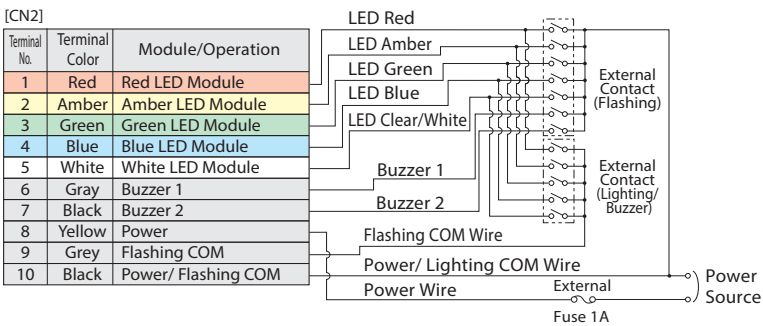 [CN2]
Terminal No. Terminal Color Module/Operation
1 Red Red LED Module
2 Amber Amber LED Module
3 Green Green LED Module
4 Blue Blue LED Module
5 White White LED Module
6 Gray Buzzer 1
7 Black Buzzer 2
8 Yellow Power
9 Grey Flashing COM
10 Black Power/ Flashing COM
LED Red
LED Amber
LED Green
LED Blue
LED Clear/White
Buzzer 1
Buzzer 2
Flashing COM Wire
Power/ Lighting COM Wire
Power Wire
External
Contact
(Flashing)
External
Contact
(Lighting/
Buzzer)
External
Fuse 1A
Power
Source